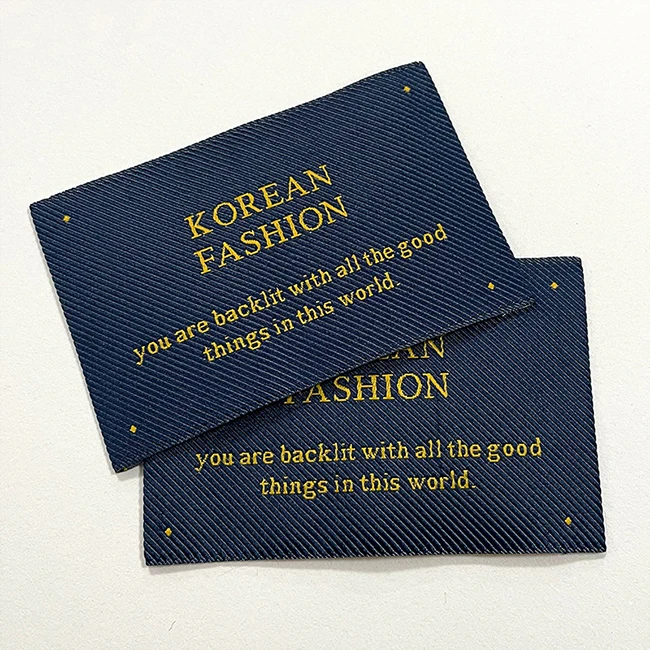 KOREAN
FASHION
you are backlit with all the good
things in this world.
EAN
FASHION
you are backlit with all the good
things in this world.